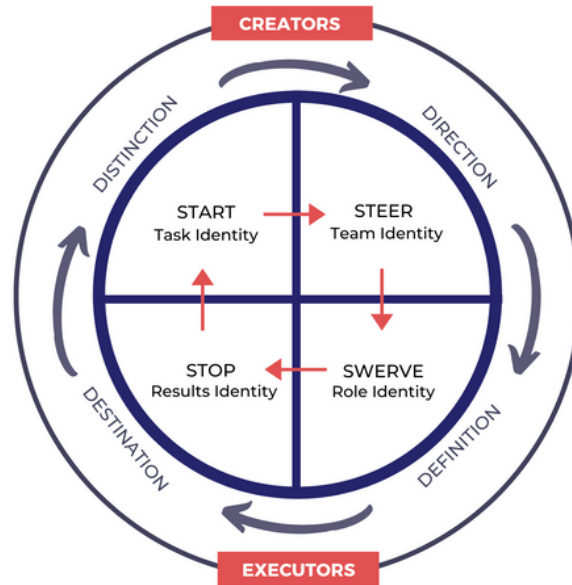 CREATORS
DISTINCTION
DIRECTION
START
Task Identity
STEER
Team Identity
STOP
Results Identity
SWERVE
Role Identity
DESTINATION
DEFINITION
EXECUTORS